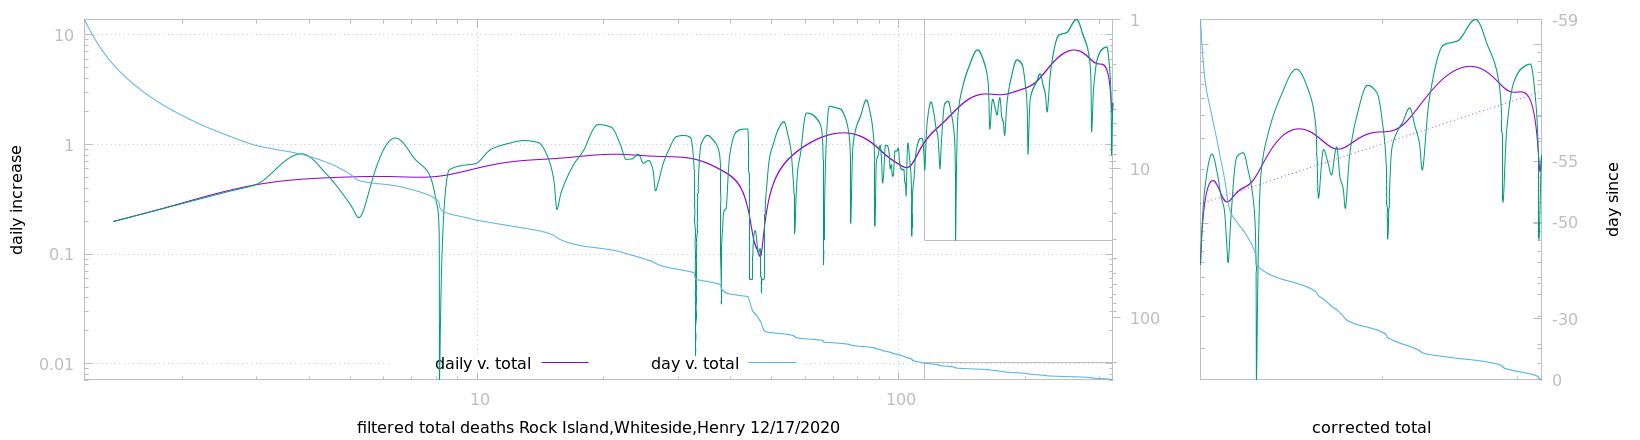 1
-59
10
daily increase
1
10
-55
0.1
-50
day since
100
-30
0.01
daily v. total
day v. total
0
10
100
filtered total deaths Rock Island,Whiteside,Henry 12/17/2020
corrected total